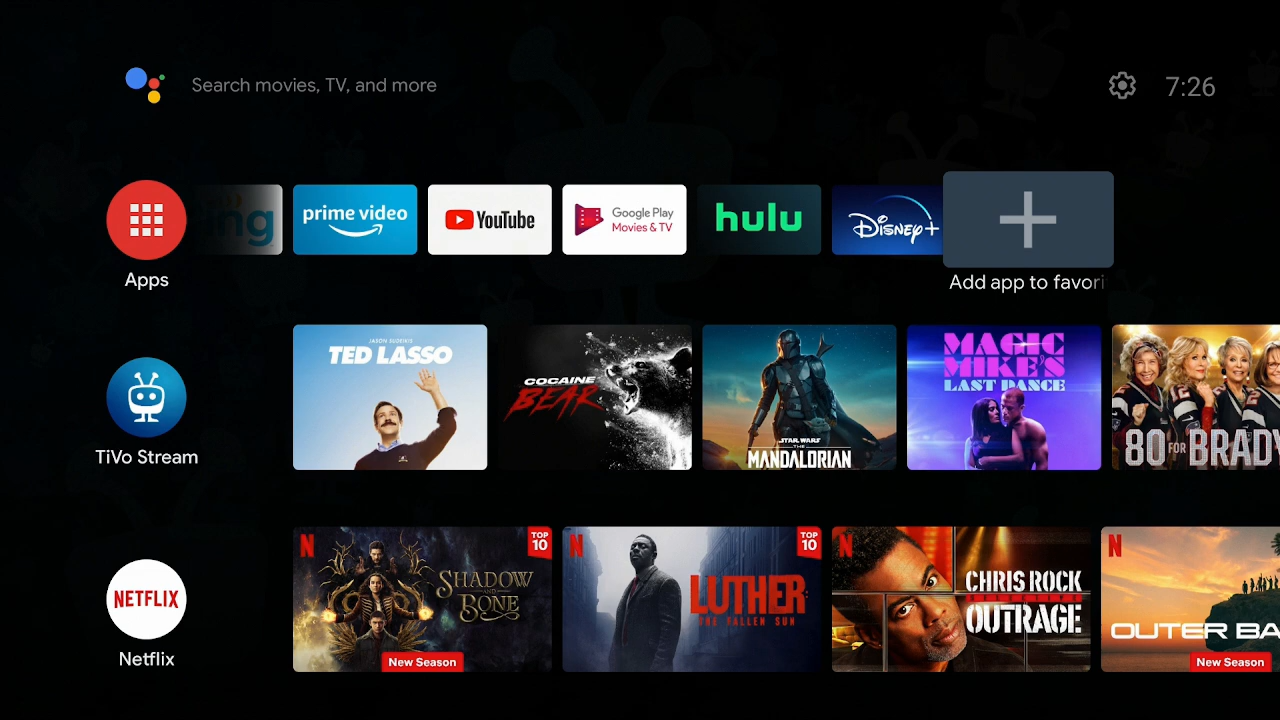 Search movies, TV, and more
7:26
ng
prime video
YouTube
Google Play
Movies & TV
hulu
Disney+
Apps
Add app to favori
JASON SUDEIKIS
TED LASSO
COCAINE
BEAR
STAR WARS
THE
MANDALORIAN
MAGIC
MIKE'S
LAST DANCE
80 FOR BRADY
TiVo Stream
N
TOP
10
SHADOW
AND
BONE
New Season
N
TOP
10
LUTHER:
THE FALLEN SUN
N
CHRIS ROCK
SELECTIVE
OUTRAGE
N
OUTER BA
New Season
NETFLIX
Netflix